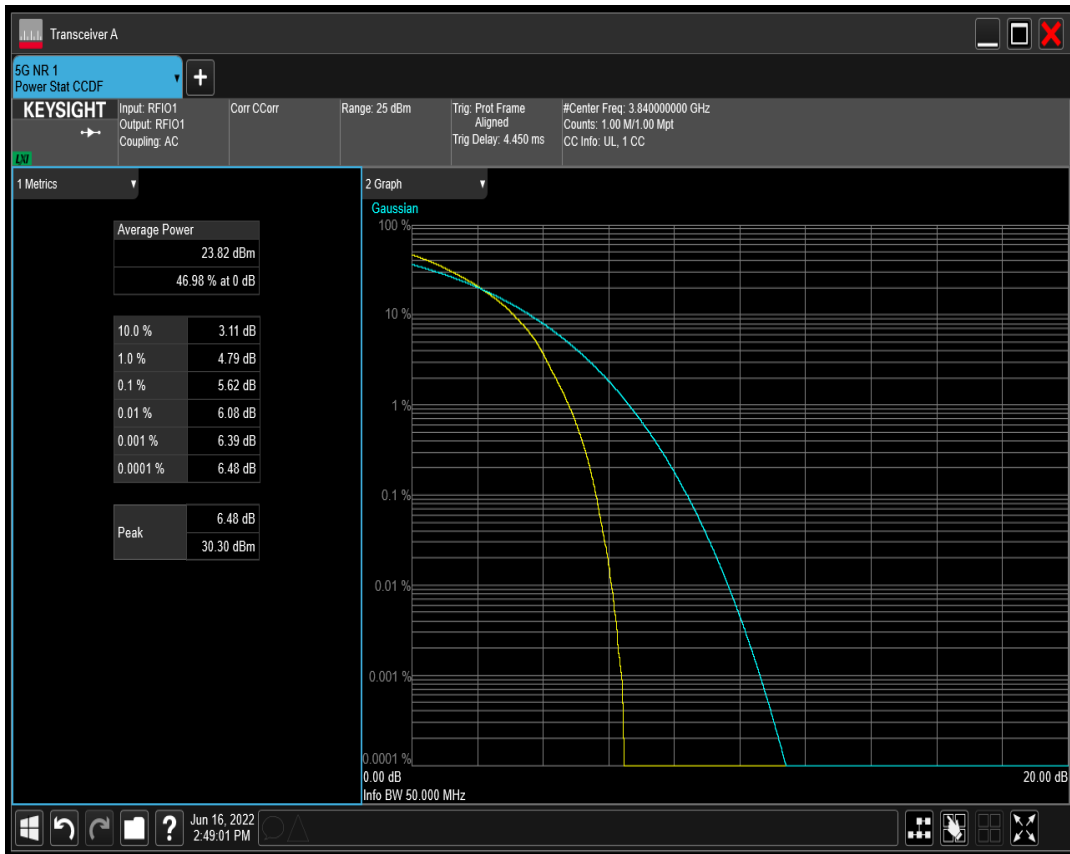 Transceiver A
5G NR 1
Power Stat CCDF
+
KEYSIGHT
LXI
Input: RFIO1
Output: RFIO1
Coupling: AC
Corr CCorr
Range: 25 dBm
Trig: Prot Frame
Aligned
Trig Delay: 4.450 ms
#Center Freq: 3.840000000 GHz
Counts: 1.00 M/1.00 Mpt
CC Info: UL, 1 CC
1 Metrics
Average Power
23.82 dBm
46.98 % at 0 dB
10.0 % 3.11 dB
1.0 % 4.79 dB
0.1 % 5.62 dB
0.01 % 6.08 dB
0.001 % 6.39 dB
0.0001 % 6.48 dB
Peak
6.48 dB
30.30 dBm
2 Graph
Gaussian
100 %
10 %
1 %
0.1 %
0.01 %
0.001 %
0.0001 %
0.00 dB 20.00 dB
Info BW 50.000 MHz
?
Jun 16, 2022
2:49:01 PM